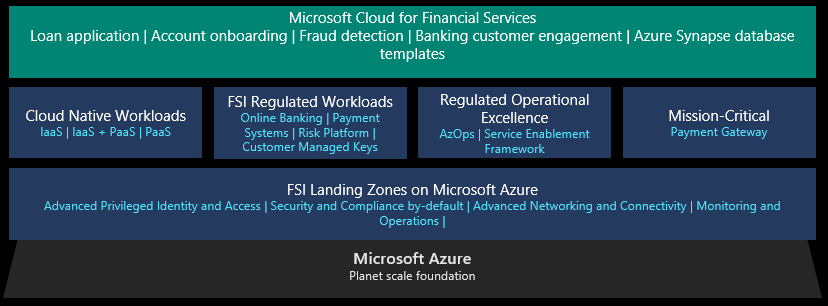 Microsoft Cloud for Financial Services
Loan application | Account onboarding | Fraud detection | Banking customer engagement | Azure Synapse database
templates
Cloud Native Workloads
IaaS | IaaS + PaaS | PaaS
FSI Regulated Workloads
Online Banking | Payment
Systems | Risk Platform |
Customer Managed Keys
Regulated Operational
Excellence
AzOps | Service Enablement
Framework
Mission-Critical
Payment Gateway
FSI Landing Zones on Microsoft Azure
Advanced Privileged Identity and Access | Security and Compliance by-default | Advanced Networking and Connectivity | Monitoring and
Operations |
Microsoft Azure
Planet scale foundation